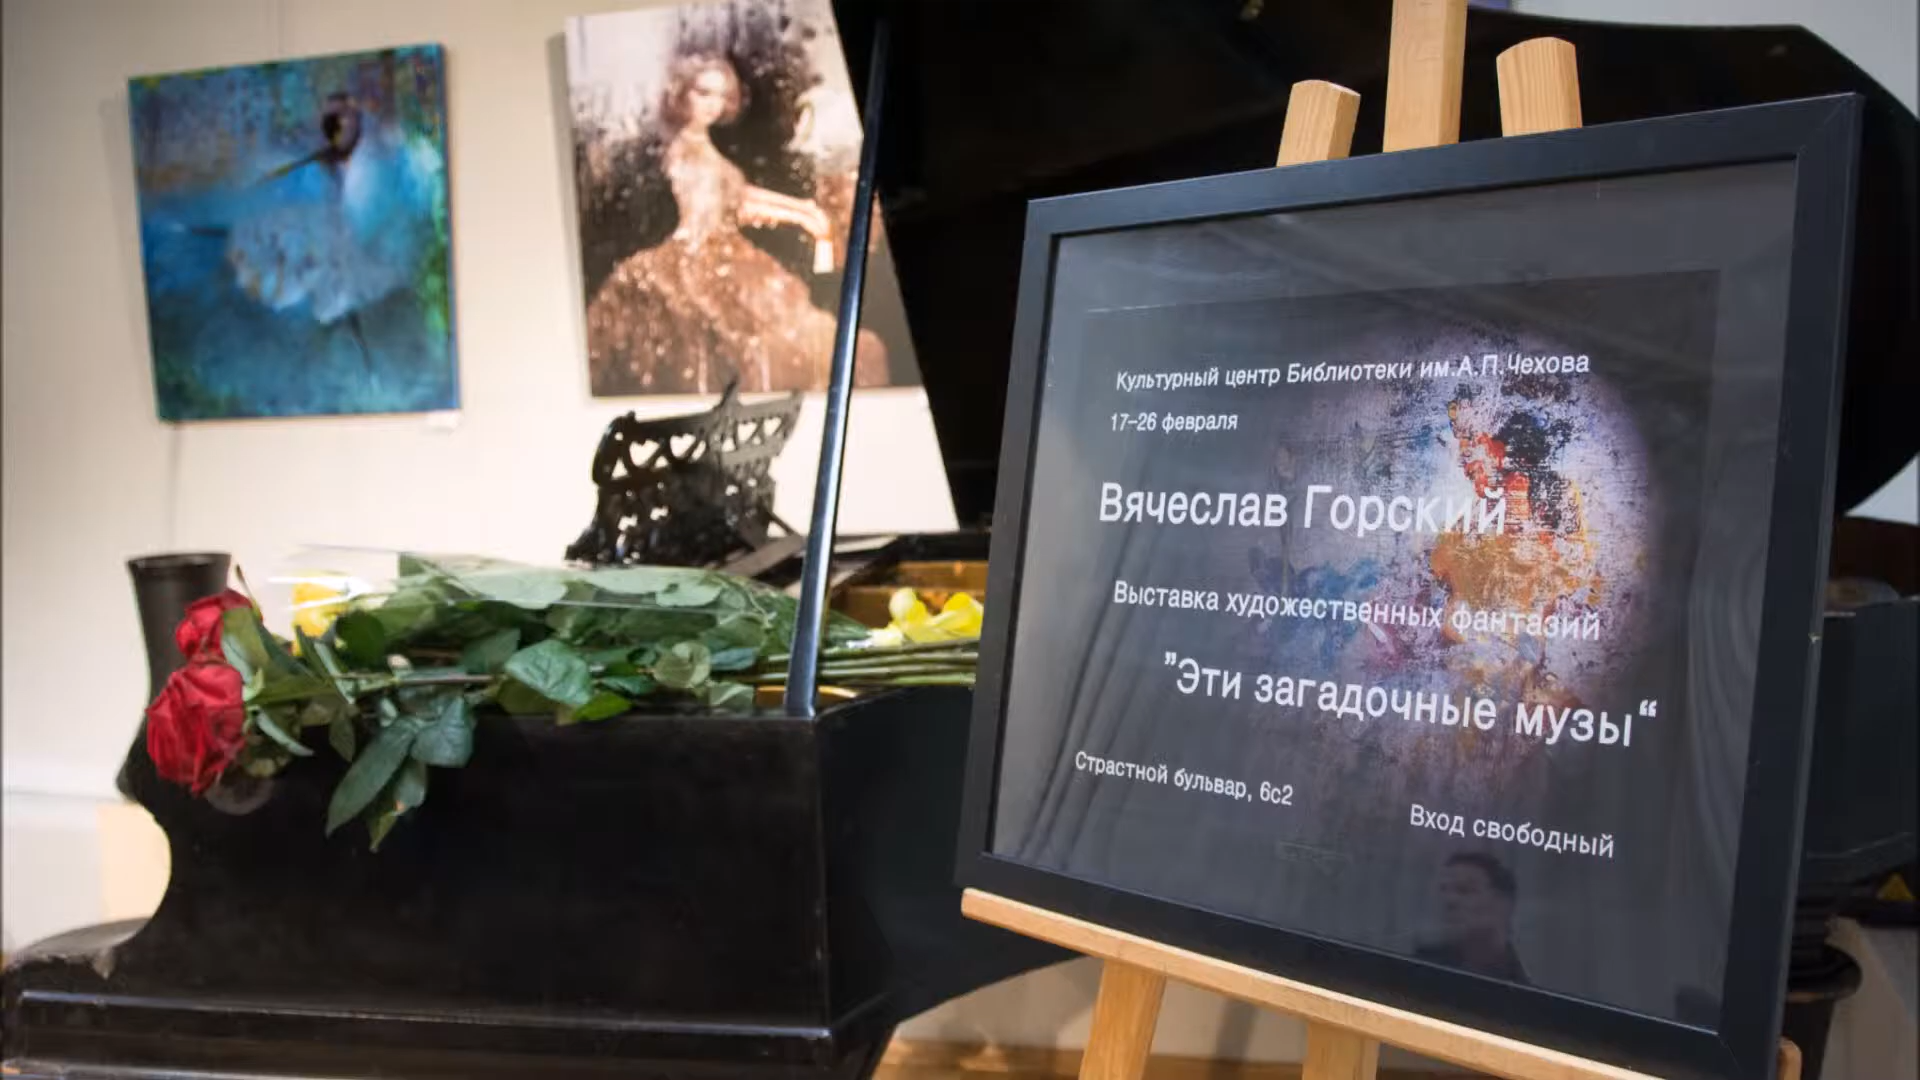 Культурный центр Библиотеки им.А.П.Чехова
17-26 февраля
Вячеслав Горский
Выставка художественных фантазий
"Эти загадочные музы"
Страстной бульвар, 6с2
Вход свободный